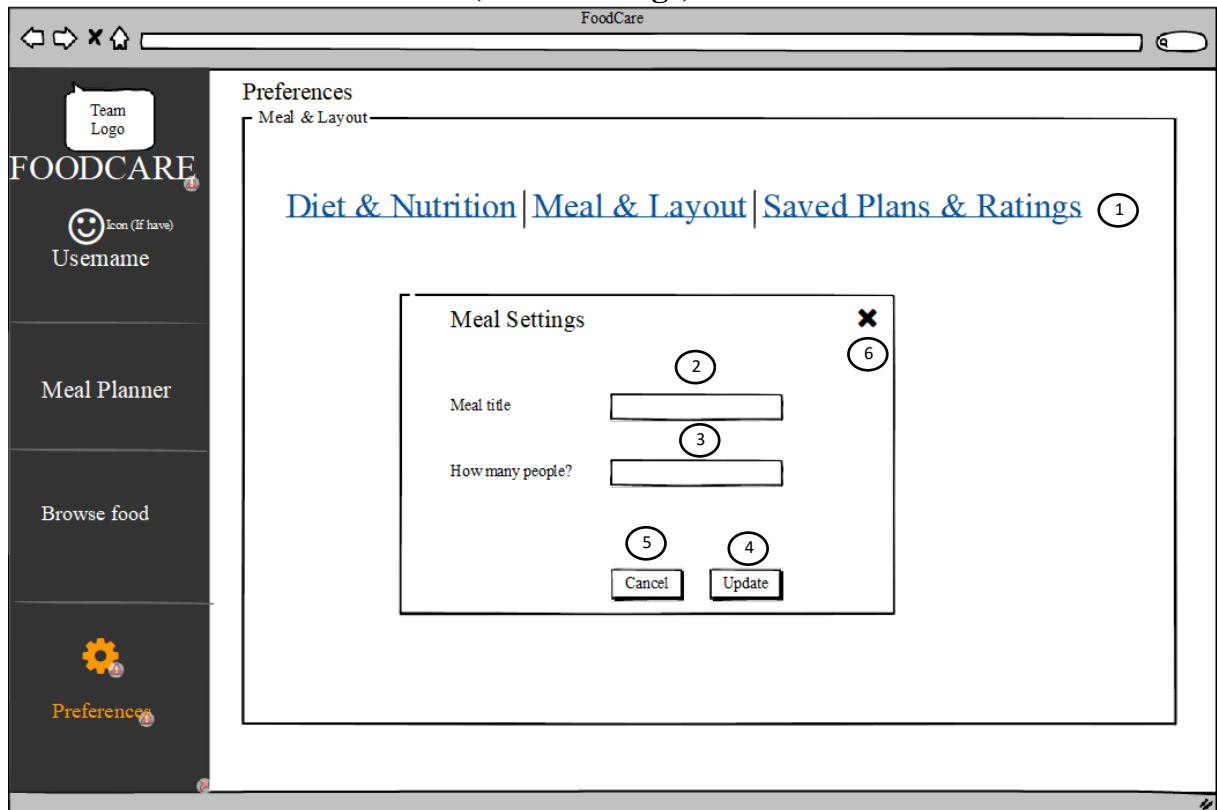 FoodCare
Team
Logo
FOODCARE
Icon (If have)
Username
Meal Planner
Browse food
Preferences
Preferences
Meal & Layout
Diet & Nutrition|Meal & Layout|Saved Plans & Ratings
1
Meal Settings
6
2
Meal title
3
How many people?
5
4
Cancel
Update